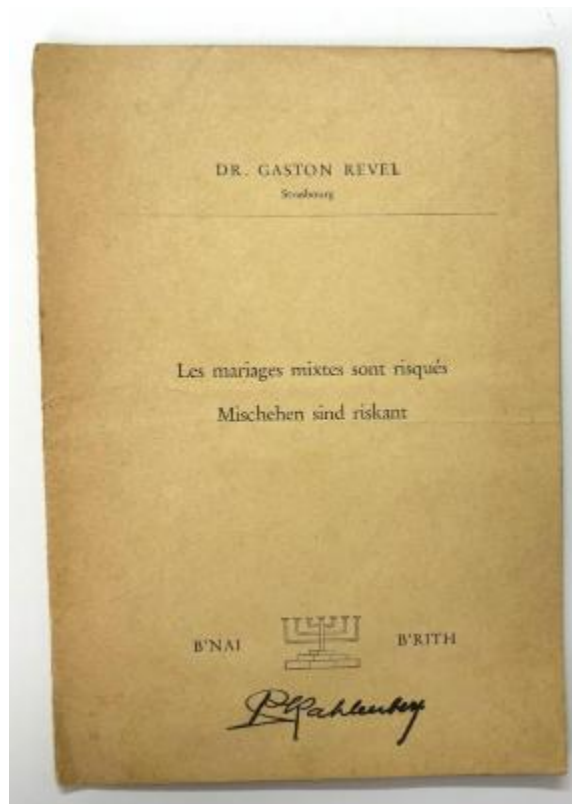 DR. GASTON REVEL
Strasbourg
Les mariages mixtes sont risqués
Mischehen sind riskant
B'NAI B'RITH